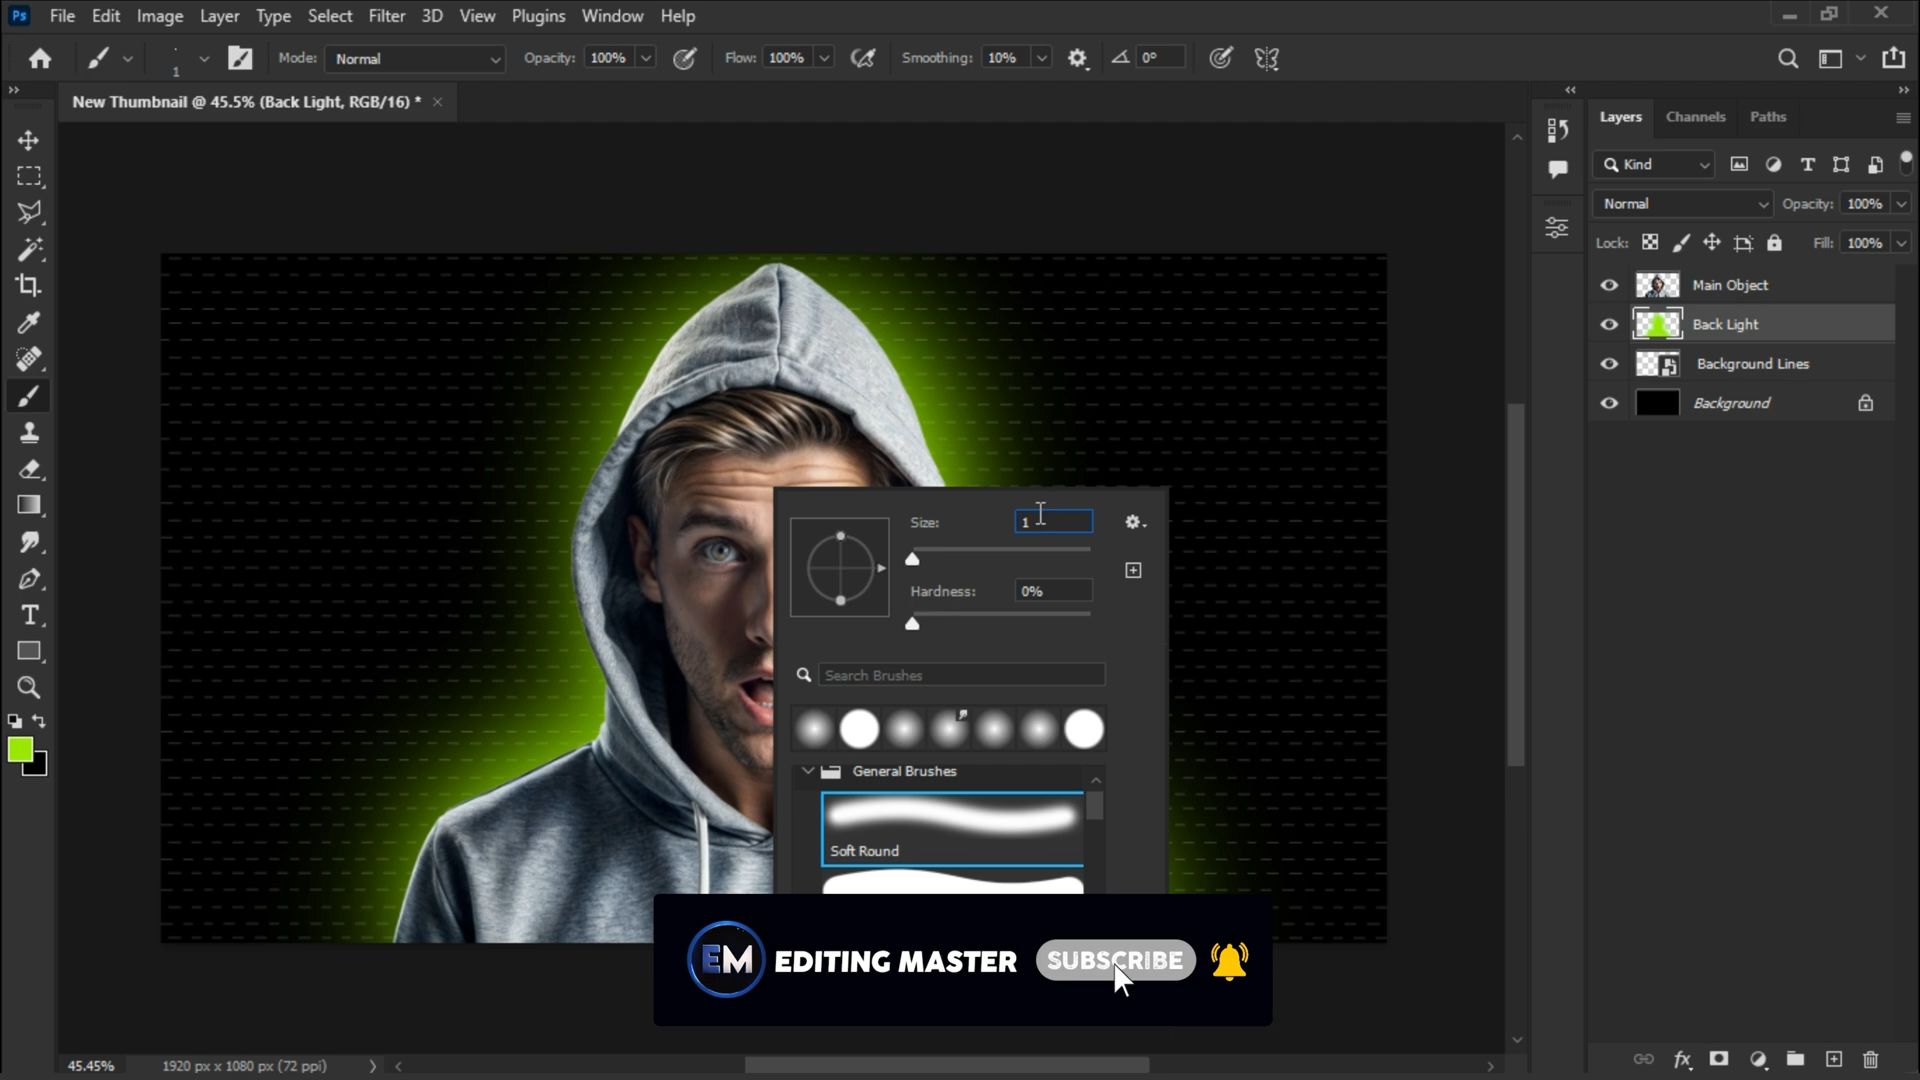 Ps File Edit Image Layer Type Select Filter 3D View Plugins Window Help
1 Mode: Normal Opacity: 100% Flow: 100% Smoothing: 10% 0°
New Thumbnail @ 45.5% (Back Light, RGB/16) *
Layers Channels Paths
Kind
Normal Opacity: 100%
Lock: Fill: 100%
Main Object
Back Light
Background Lines
Background
Size: 1
Hardness: 0%
Search Brushes
General Brushes
Soft Round
EM EDITING MASTER SUBSCRIBE
45.45% 1920 px x 1080 px (72 ppi)